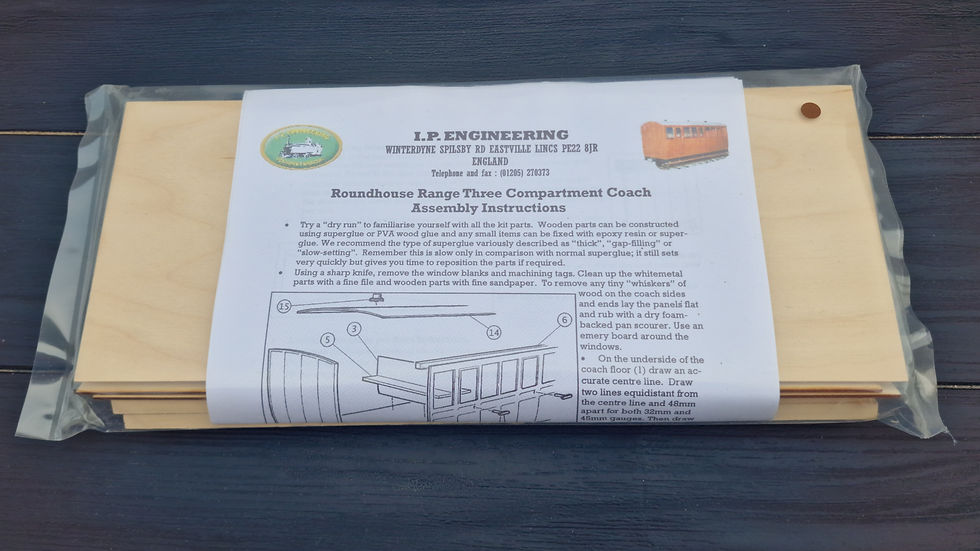 I.P. ENGINEERING
WINTERDYNE SPILSBY RD EASTVILLE LINCS PE22 8JR
ENGLAND
Telephone and fax : (01205) 270373
Roundhouse Range Three Compartment Coach
Assembly Instructions
• Try a “dry run” to familiarise yourself with all the kit parts. Wooden parts can be constructed
using superglue or PVA wood glue and any small items can be fixed with epoxy resin or super-
glue. We recommend the type of superglue variously described as “thick”, “gap-filling” or
“slow-setting”. Remember this is slow only in comparison with normal superglue; it still sets
very quickly but gives you time to reposition the parts if required.
• Using a sharp knife, remove the window blanks and machining tags. Clean up the whitemetal
parts with a fine file and wooden parts with fine sandpaper. To remove any tiny “whiskers” of
wood on the coach sides
and ends lay the panels flat
and rub with a dry foam-
backed pan scourer. Use an
emery board around the
windows.
• On the underside of the
coach floor (1) draw an ac-
curate centre line. Draw
two lines equidistant from
the centre line and 48mm
apart for both 32mm and
45mm gauges. Then draw
15
3
5
14
6